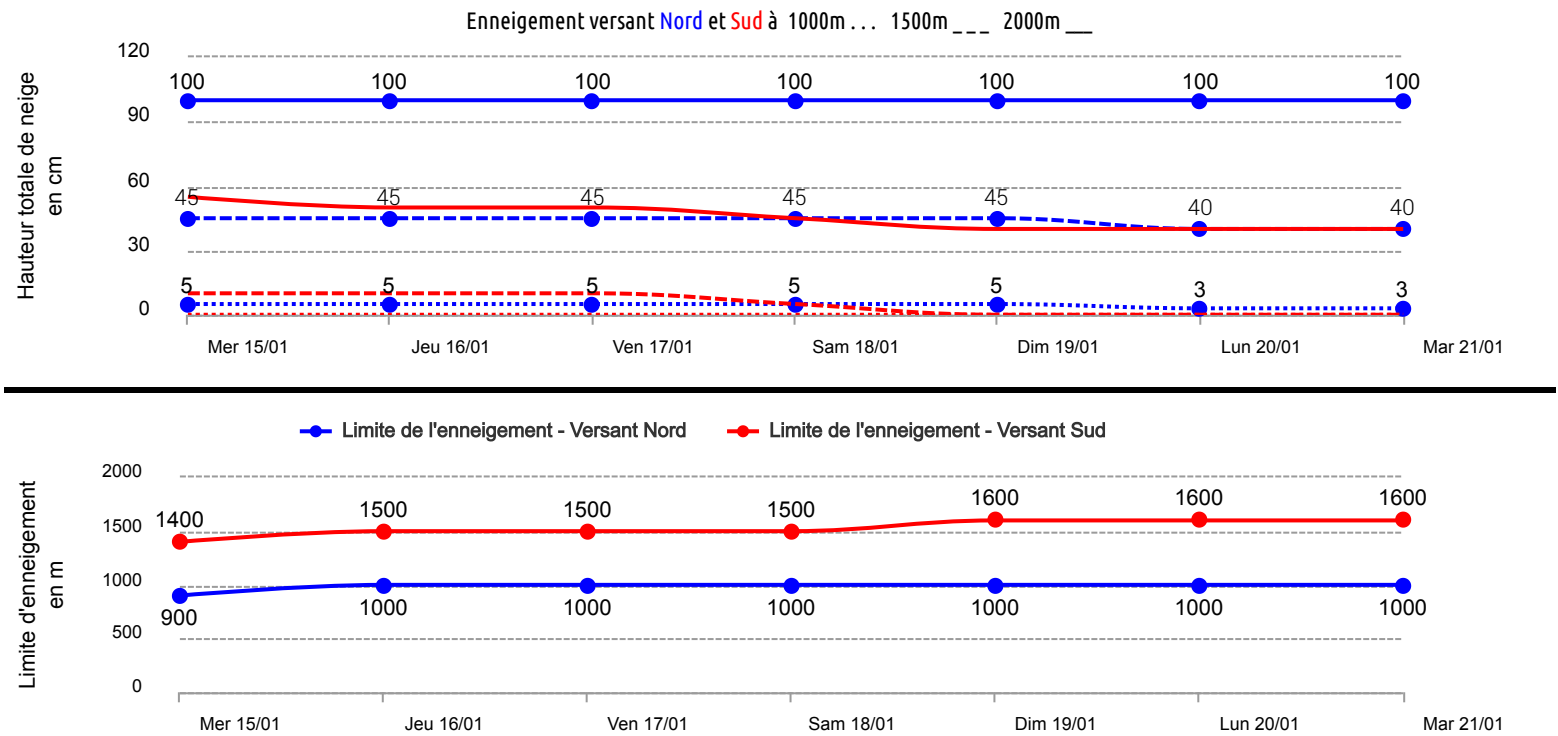 Enneigement versant Nord et Sud à 1000m . . . 1500m _ _ _ 2000m __
Hauteur totale de neige
en cm
120
100 100 100 100 100 100 100
90
60
45 45 45 45 45 40 40
30
5 5 5 5 5 3 3
0
Mer 15/01 Jeu 16/01 Ven 17/01 Sam 18/01 Dim 19/01 Lun 20/01 Mar 21/01
Limite de l'enneigement - Versant Nord Limite de l'enneigement - Versant Sud
Limite d'enneigement
en m
2000
1400 1500 1500 1500 1600 1600 1600
1500
1000
900 1000 1000 1000 1000 1000 1000
500
0
Mer 15/01 Jeu 16/01 Ven 17/01 Sam 18/01 Dim 19/01 Lun 20/01 Mar 21/01